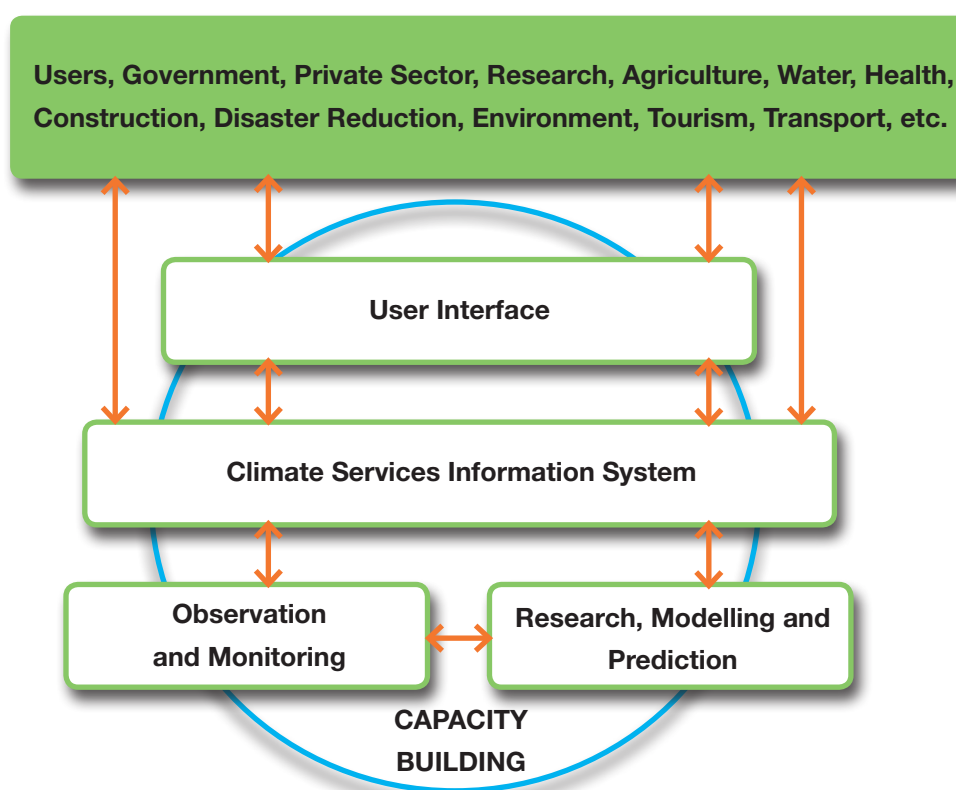 Users, Government, Private Sector, Research, Agriculture, Water, Health,
Construction, Disaster Reduction, Environment, Tourism, Transport, etc.
User Interface
Climate Services Information System
Observation
and Monitoring
Research, Modelling and
Prediction
CAPACITY
BUILDING